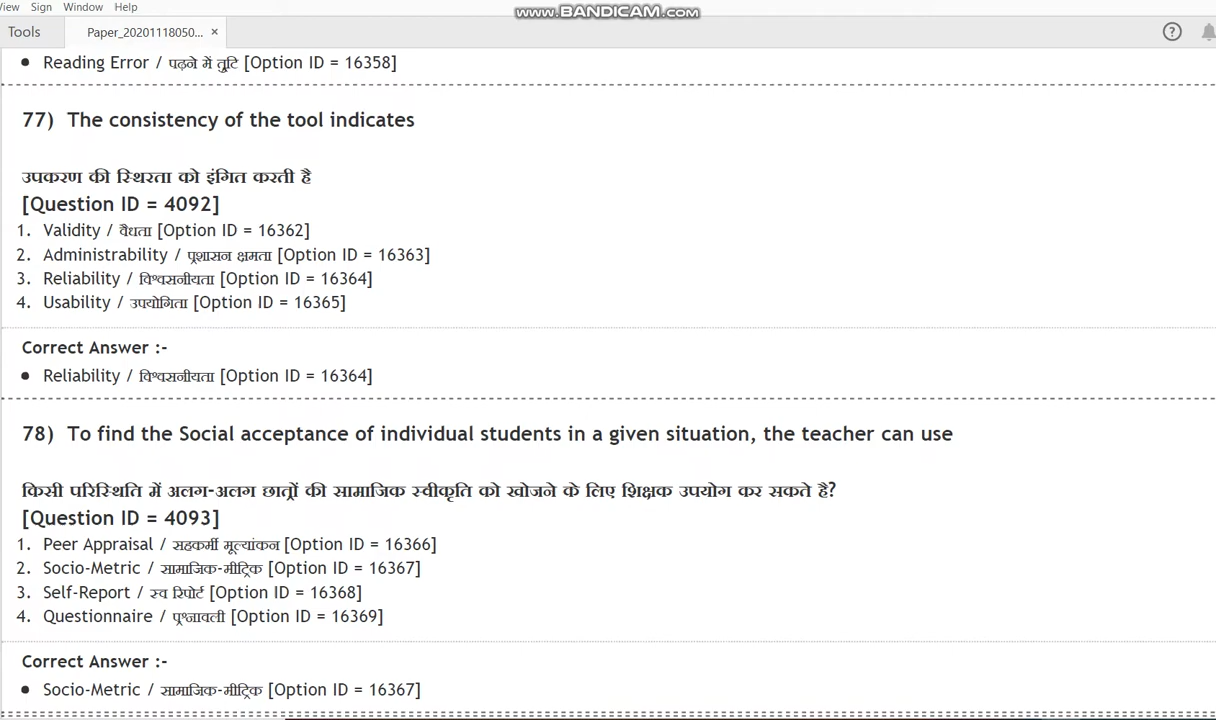 View Sign Window Help
www.BANDICAM.com
Tools Paper_20201118050... ×
• Reading Error / पढ़ने में त्रुटि [Option ID = 16358]
77) The consistency of the tool indicates
उपकरण की स्थिरता को इंगित करती है
[Question ID = 4092]
1. Validity / वैधता [Option ID = 16362]
2. Administrability / प्रशासन क्षमता [Option ID = 16363]
3. Reliability / विश्वसनीयता [Option ID = 16364]
4. Usability / उपयोगिता [Option ID = 16365]
Correct Answer :-
• Reliability / विश्वसनीयता [Option ID = 16364]
78) To find the Social acceptance of individual students in a given situation, the teacher can use
किसी परिस्थिति में अलग-अलग छात्रों की सामाजिक स्वीकृति को खोजने के लिए शिक्षक उपयोग कर सकते है?
[Question ID = 4093]
1. Peer Appraisal / सहकर्मी मूल्यांकन [Option ID = 16366]
2. Socio-Metric / सामाजिक-मीट्रिक [Option ID = 16367]
3. Self-Report / स्व रिपोर्ट [Option ID = 16368]
4. Questionnaire / प्रश्नावली [Option ID = 16369]
Correct Answer :-
• Socio-Metric / सामाजिक-मीट्रिक [Option ID = 16367]